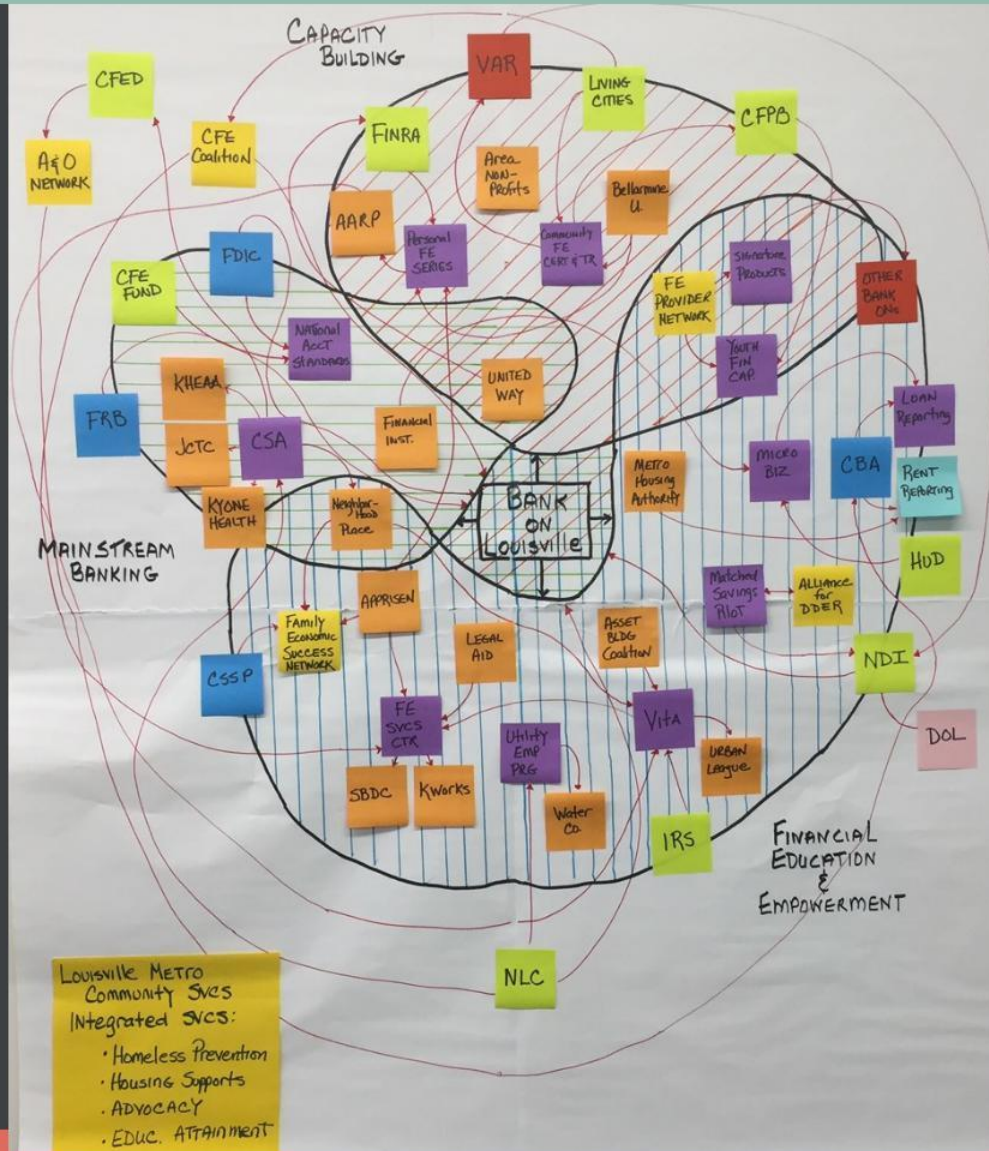 CAPACITY
BUILDING
VAR
CFED
LIVING
CITIES
CFPB
FINRA
CFE
Coalition
A&O
NETWORK
Area
NON-
PROFITS
Bellarmine
U.
AARP
Personal
FE
SERIES
Community
FE
CERT & TR
FDIC
Signature
Products
CFE
FUND
FE
PROVIDER
NETWORK
OTHER
BANK
ONs
NATIONAL
ACCT
STANDARDS
YOUTH
FIN
CAP.
KHEAA
UNITED
WAY
FRB
JCTC
CSA
FINANCIAL
INST.
LOAN
Reporting
METRO
Housing
AUTHORITY
MICRO
BIZ
CBA
RENT
REPORTING
KYONE
HEALTH
Neighbor-
Hood
Place
BANK
ON
LOUISVILLE
MAINSTREAM
BANKING
HUD
APPRISEN
Matched
Savings
PILOT
ALLIANCE
for
DDER
Family
Economic
Success
NETWORK
LEGAL
AID
ASSET
BLDG
Coalition
NDI
CSSP
FE
SVCS
CTR
Utility
EMP
PRG
VITA
URBAN
League
DOL
SBDC
KWORKS
Water
Co.
IRS
FINANCIAL
EDUCATION
&
EMPOWERMENT
NLC
LOUISVILLE METRO
Community SVCS
INTEGRATED SVCS:
• Homeless Prevention
• Housing Supports
• ADVOCACY
• EDUC. ATTAINMENT